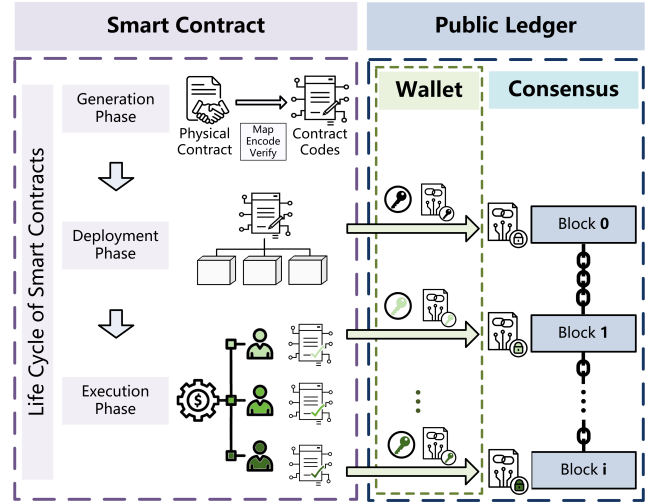 Smart Contract
Public Ledger
Life Cycle of Smart Contracts
Generation
Phase
Physical
Contract
Map
Encode
Verify
Contract
Codes
Deployment
Phase
Execution
Phase
$
Wallet
Consensus
Block 0
Block 1
Block i